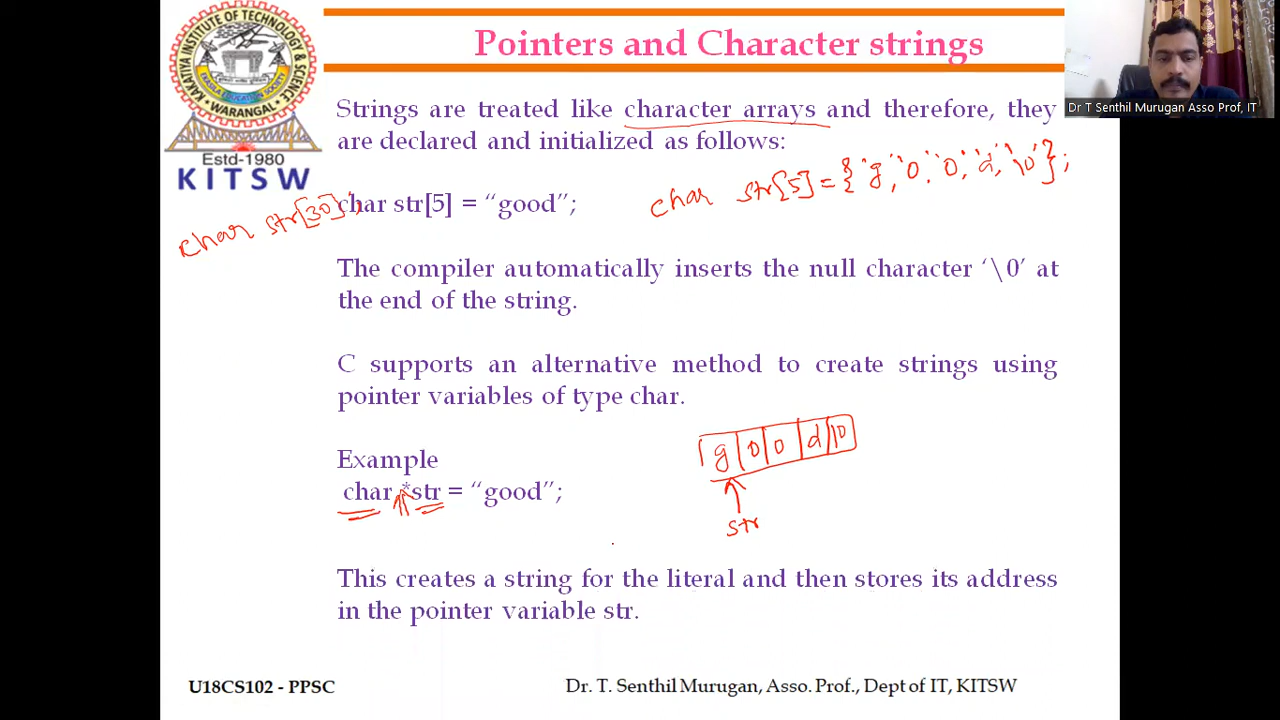 KAKATIYA INSTITUTE OF TECHNOLOGY & SCIENCE
WARANGAL
Estd-1980
KITSW
Pointers and Character strings
Dr T Senthil Murugan Asso Prof, IT
Strings are treated like character arrays and therefore, they
are declared and initialized as follows:
char str[5] = “good”;
char str[5]={'g','o','o','d','\0'};
char str[30];
The compiler automatically inserts the null character ‘\0’ at
the end of the string.
C supports an alternative method to create strings using
pointer variables of type char.
Example
char *str = “good”;
g o o d \0
str
This creates a string for the literal and then stores its address
in the pointer variable str.
U18CS102 - PPSC
Dr. T. Senthil Murugan, Asso. Prof., Dept of IT, KITSW